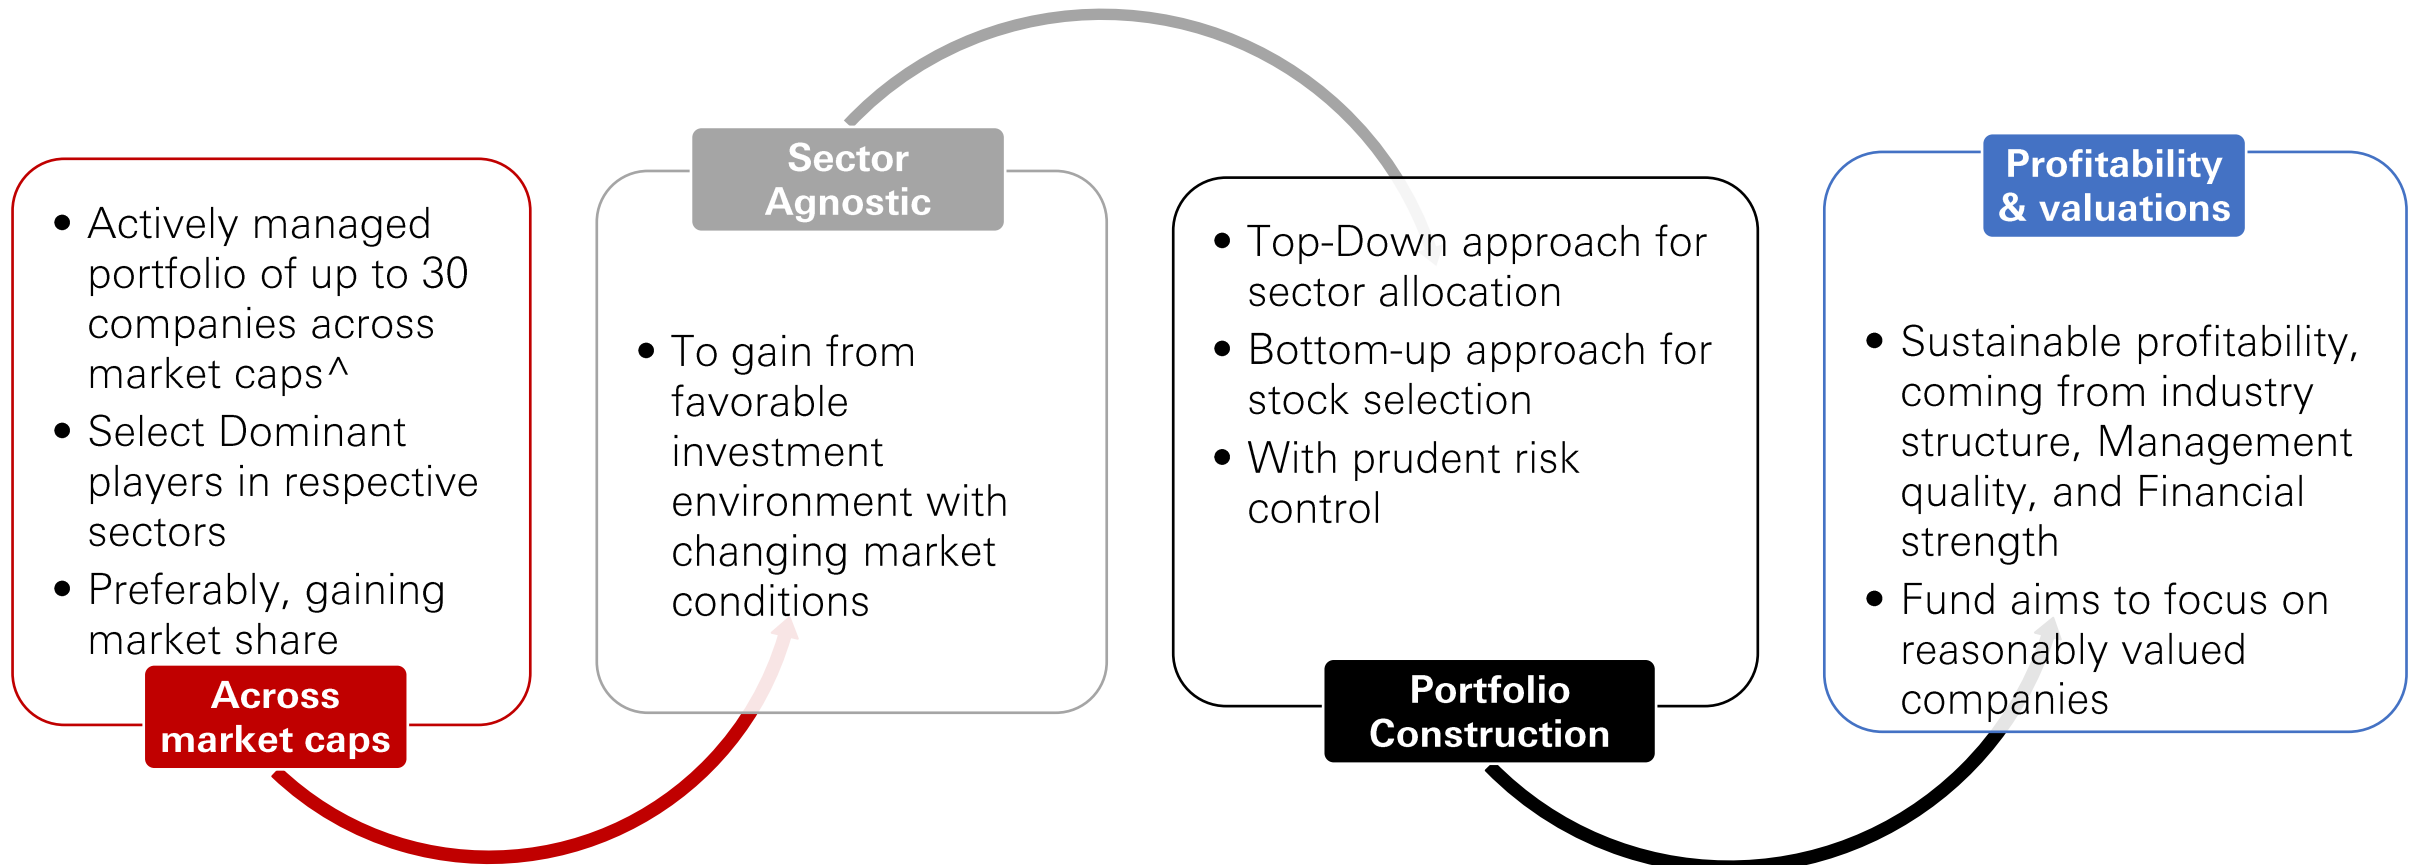 • Actively managed
portfolio of up to 30
companies across
market caps^
• Select Dominant
players in respective
sectors
• Preferably, gaining
market share
Across
market caps
Sector
Agnostic
• To gain from
favorable
investment
environment with
changing market
conditions
• Top-Down approach for
sector allocation
• Bottom-up approach for
stock selection
• With prudent risk
control
Portfolio
Construction
Profitability
& valuations
• Sustainable profitability,
coming from industry
structure, Management
quality, and Financial
strength
• Fund aims to focus on
reasonably valued
companies